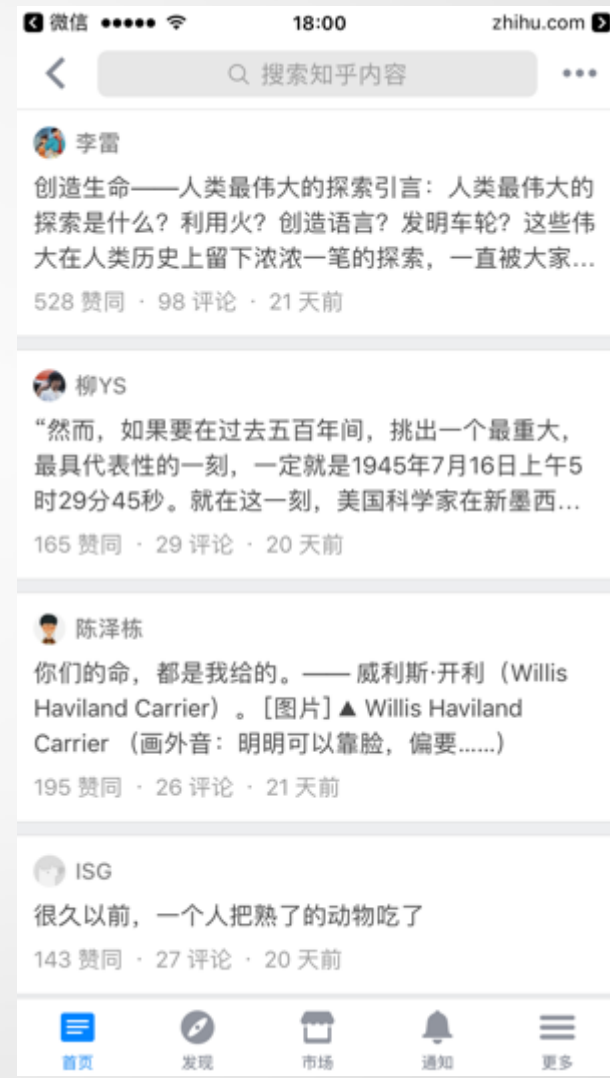 微信 18:00 zhihu.com
搜索知乎内容
李雷
创造生命——人类最伟大的探索引言：人类最伟大的
探索是什么？利用火？创造语言？发明车轮？这些伟
大在人类历史上留下浓浓一笔的探索，一直被大家...
528 赞同 · 98 评论 · 21 天前
柳YS
“然而，如果要在过去五百年间，挑出一个最重大，
最具代表性的一刻，一定就是1945年7月16日上午5
时29分45秒。就在这一刻，美国科学家在新墨西...
165 赞同 · 29 评论 · 20 天前
陈泽栋
你们的命，都是我给的。—— 威利斯·开利（Willis
Haviland Carrier）。[图片]▲ Willis Haviland
Carrier （画外音：明明可以靠脸，偏要……）
195 赞同 · 26 评论 · 21 天前
ISG
很久以前，一个人把熟了的动物吃了
143 赞同 · 27 评论 · 20 天前
首页 发现 市场 通知 更多